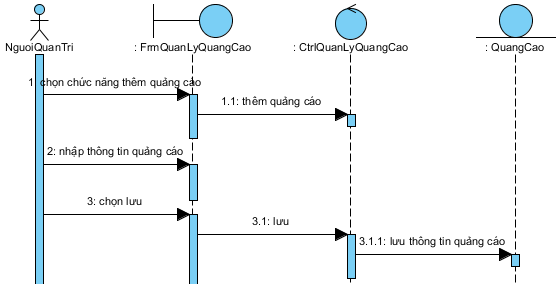 NguoiQuanTri
: FrmQuanLyQuangCao
: CtrlQuanLyQuangCao
: QuangCao
1: chọn chức năng thêm quảng cáo
1.1: thêm quảng cáo
2: nhập thông tin quảng cáo
3: chọn lưu
3.1: lưu
3.1.1: lưu thông tin quảng cáo